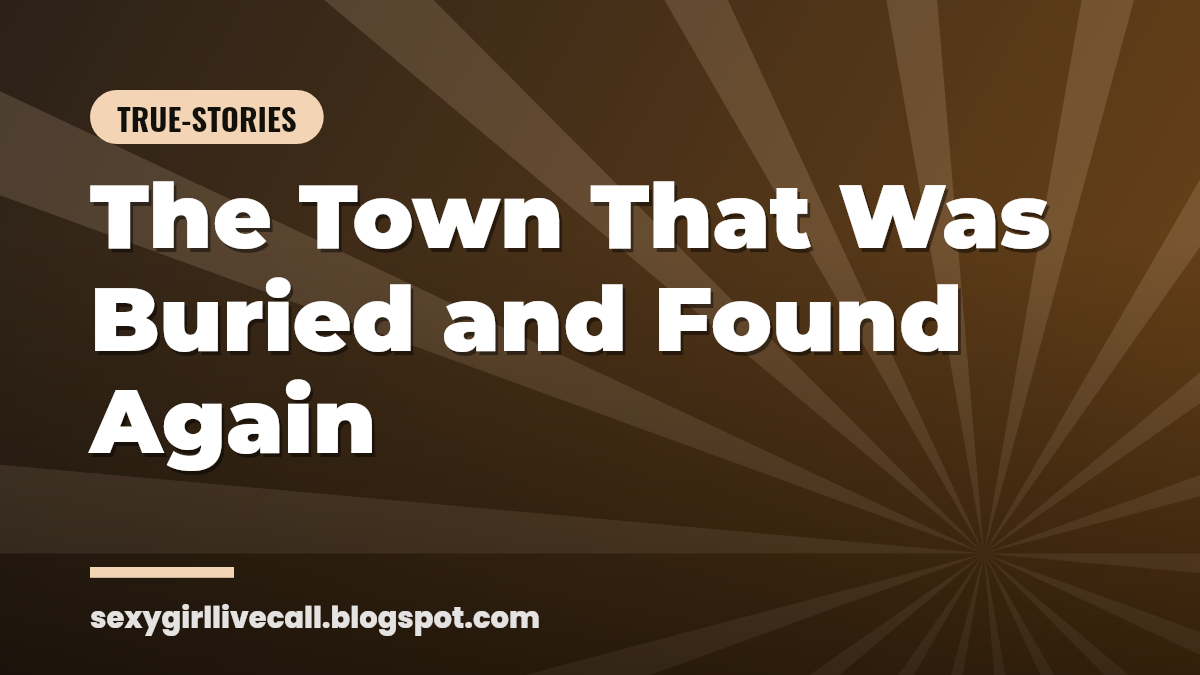 TRUE-STORIES
The Town That Was
Buried and Found
Again
sexygirllivecall.blogspot.com